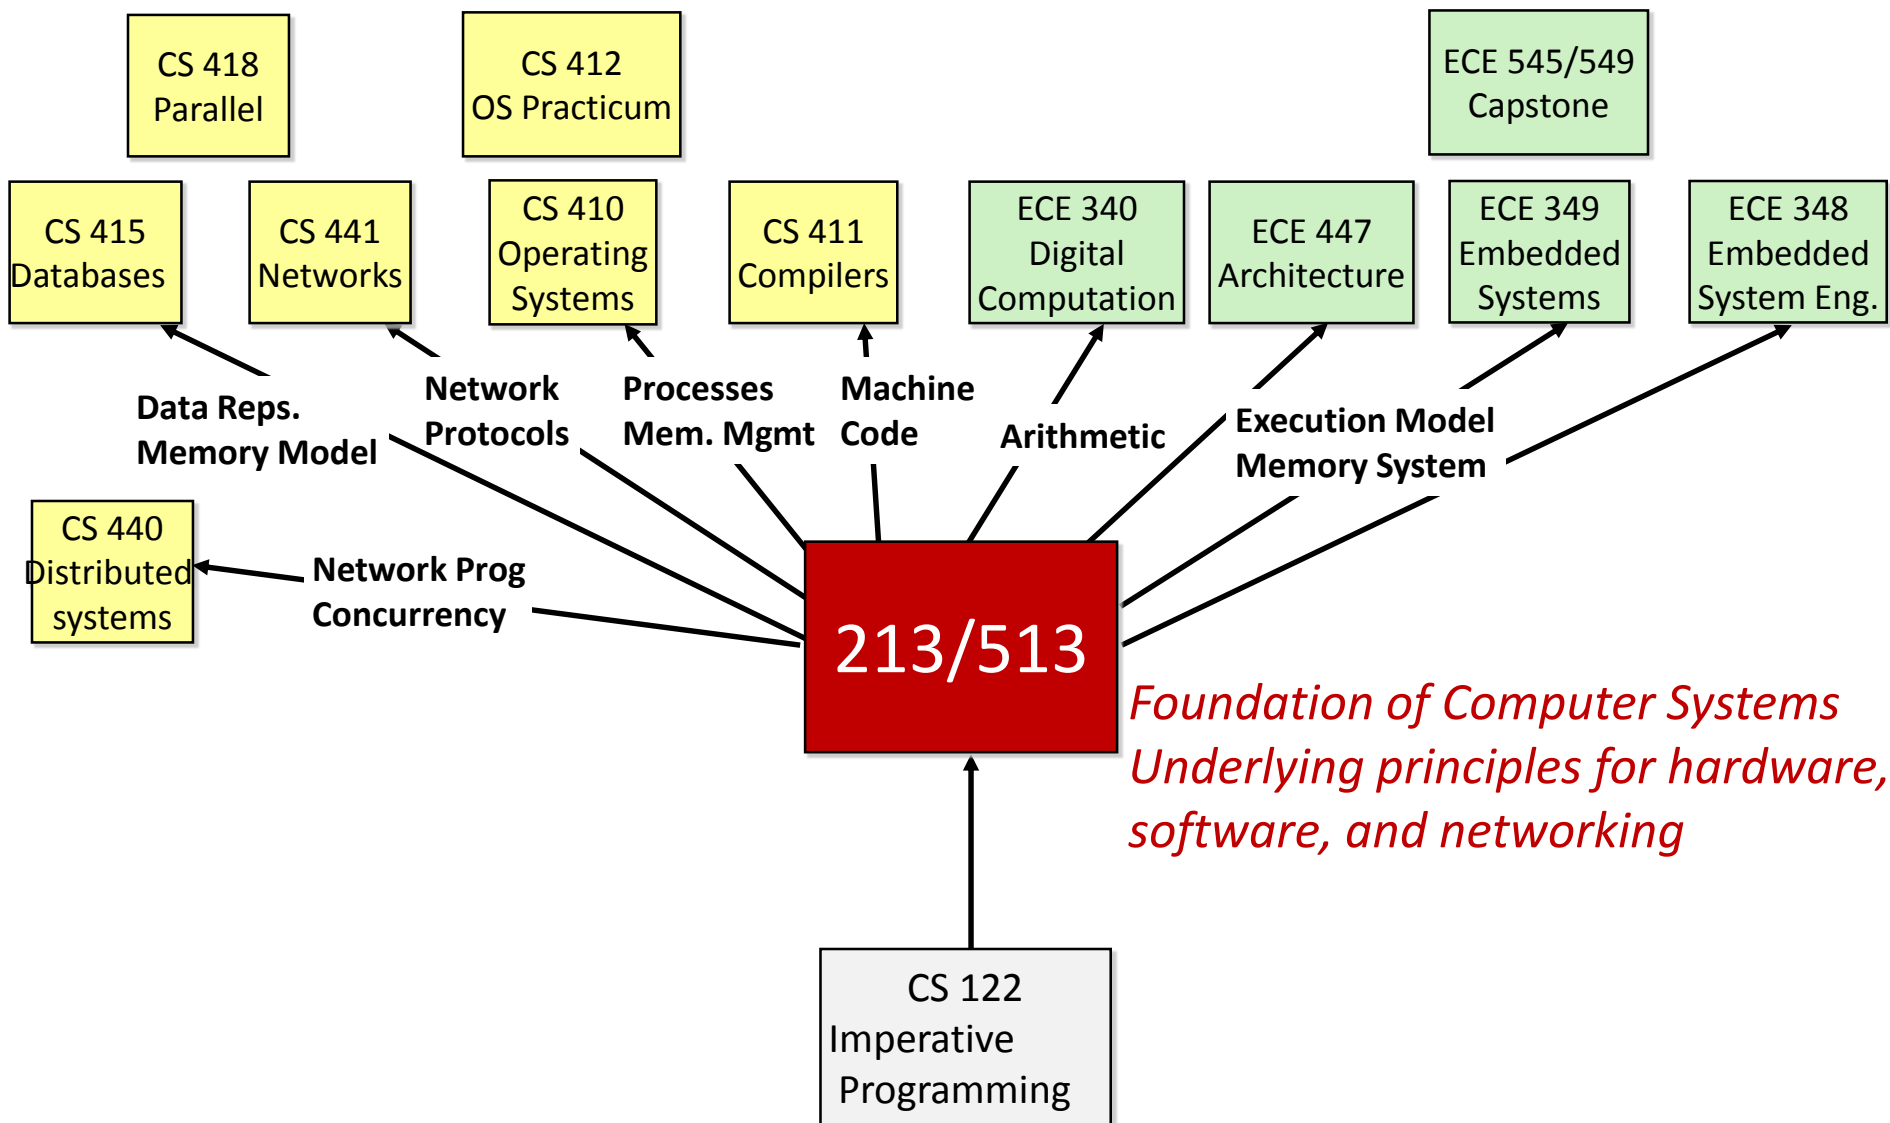 CS 418
Parallel
CS 412
OS Practicum
ECE 545/549
Capstone
CS 415
Databases
CS 441
Networks
CS 410
Operating
Systems
CS 411
Compilers
ECE 340
Digital
Computation
ECE 447
Architecture
ECE 349
Embedded
Systems
ECE 348
Embedded
System Eng.
Data Reps.
Memory Model
Network
Protocols
Processes
Mem. Mgmt
Machine
Code
Arithmetic
Execution Model
Memory System
CS 440
Distributed
systems
Network Prog
Concurrency
213/513
Foundation of Computer Systems
Underlying principles for hardware,
software, and networking
CS 122
Imperative
Programming